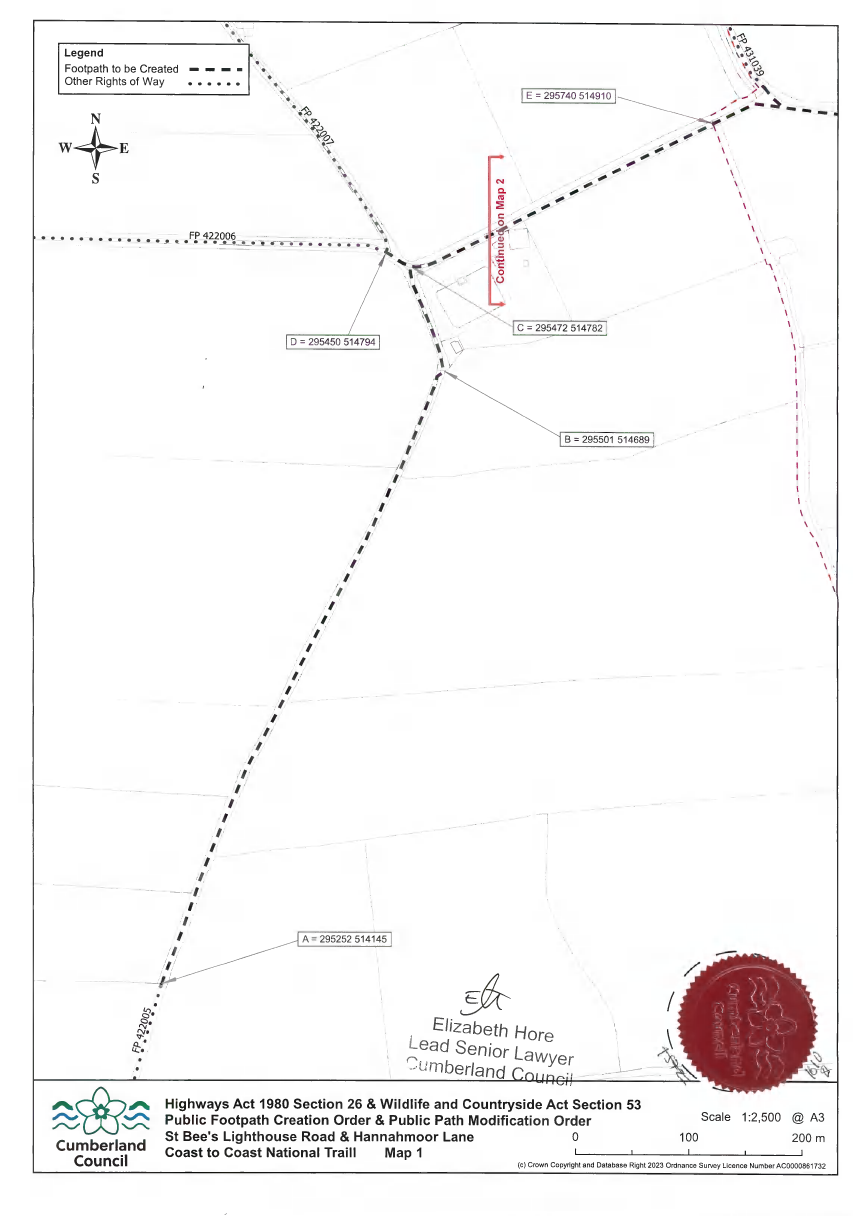 Legend
Footpath to be Created
Other Rights of Way
N
W E
S
FP 422007
FP 431039
E = 295740 514910
Continued on Map 2
FP 422006
D = 295450 514794
C = 295472 514782
B = 295501 514689
A = 295252 514145
FP 422005
Elizabeth Hore
Lead Senior Lawyer
Cumberland Council
Cumberland
Council
Highways Act 1980 Section 26 & Wildlife and Countryside Act Section 53
Public Footpath Creation Order & Public Path Modification Order
St Bee's Lighthouse Road & Hannahmoor Lane
Coast to Coast National Traill Map 1
Scale 1:2,500 @ A3
0 100 200 m
(c) Crown Copyright and Database Right 2023 Ordnance Survey Licence Number AC0000861732